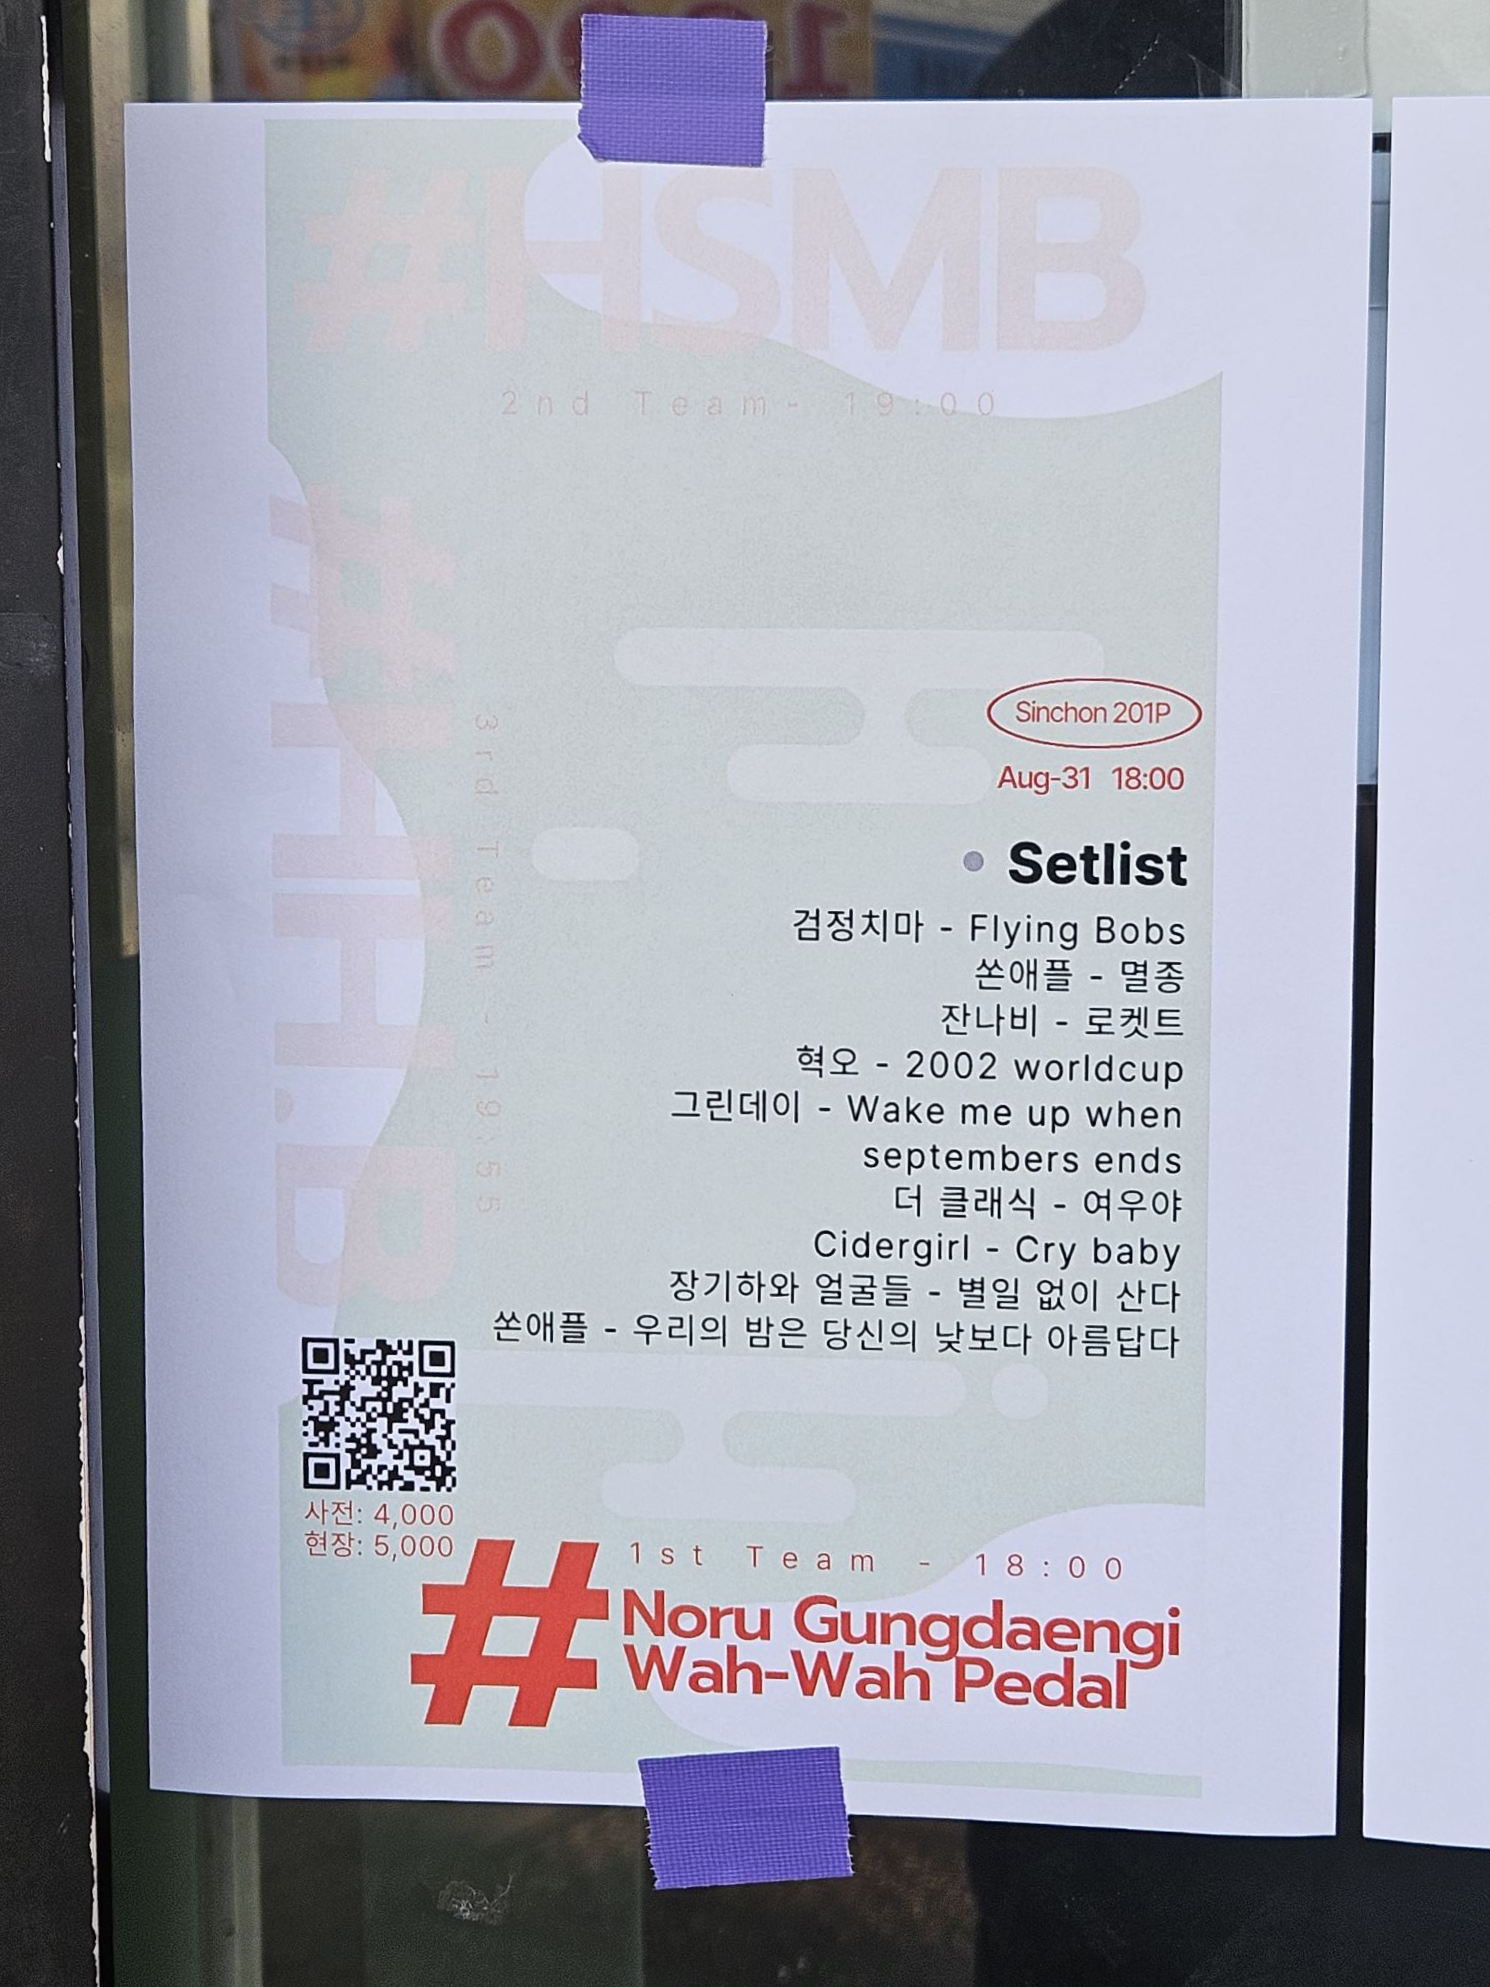 #HSMB
2nd Team- 19:00
#HH.B
3rd Team - 19:55
Sinchon 201P
Aug-31 18:00
• Setlist
검정치마 - Flying Bobs
쏜애플 - 멸종
잔나비 - 로켓트
혁오 - 2002 worldcup
그린데이 - Wake me up when
septembers ends
더 클래식 - 여우야
Cidergirl - Cry baby
장기하와 얼굴들 - 별일 없이 산다
쏜애플 - 우리의 밤은 당신의 낮보다 아름답다
사전: 4,000
현장: 5,000
1st Team - 18:00
# Noru Gungdaengi
Wah-Wah Pedal